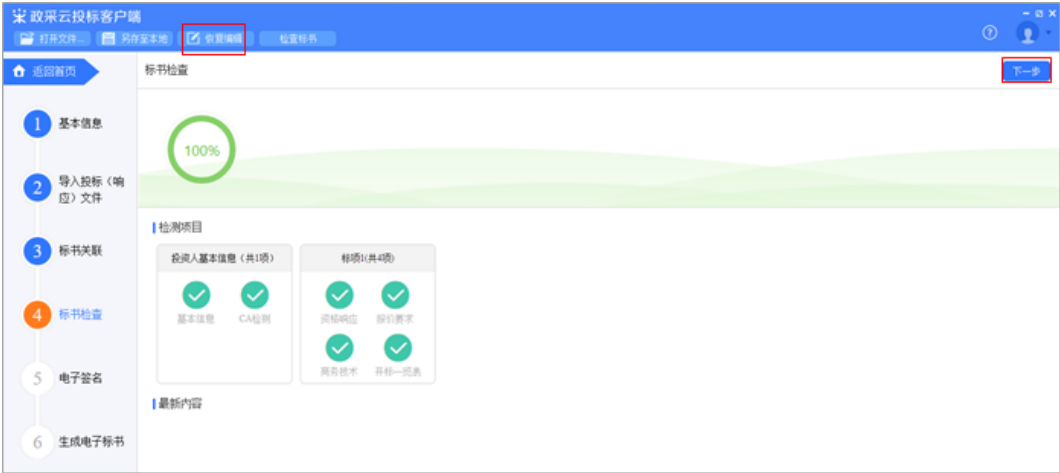 政采云投标客户端
打开文件... 另存至本地 恢复编辑 检查标书
返回首页
标书检查
下一步
1 基本信息
100%
2 导入投标（响
应）文件
检测项目
3 标书关联
投资人基本信息（共1项）
标项1(共4项)
基本信息 CA检测
资格响应 报价要求
4 标书检查
商务技术 开标一览表
5 电子签名
最新内容
6 生成电子标书